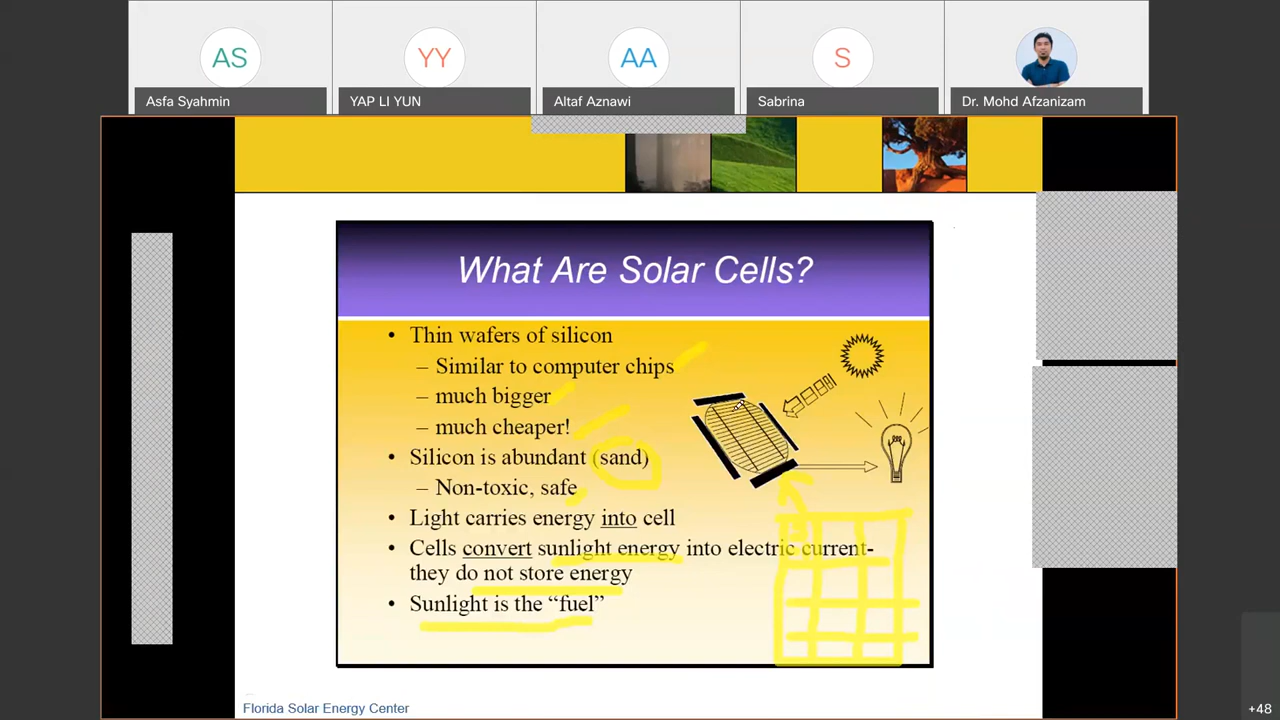 AS
YY
AA
S
Asfa Syahmin
YAP LI YUN
Altaf Aznawi
Sabrina
Dr. Mohd Afzanizam
What Are Solar Cells?
• Thin wafers of silicon
– Similar to computer chips
– much bigger
– much cheaper!
• Silicon is abundant (sand)
– Non-toxic, safe
• Light carries energy into cell
• Cells convert sunlight energy into electric current-
they do not store energy
• Sunlight is the “fuel”
Florida Solar Energy Center
+48